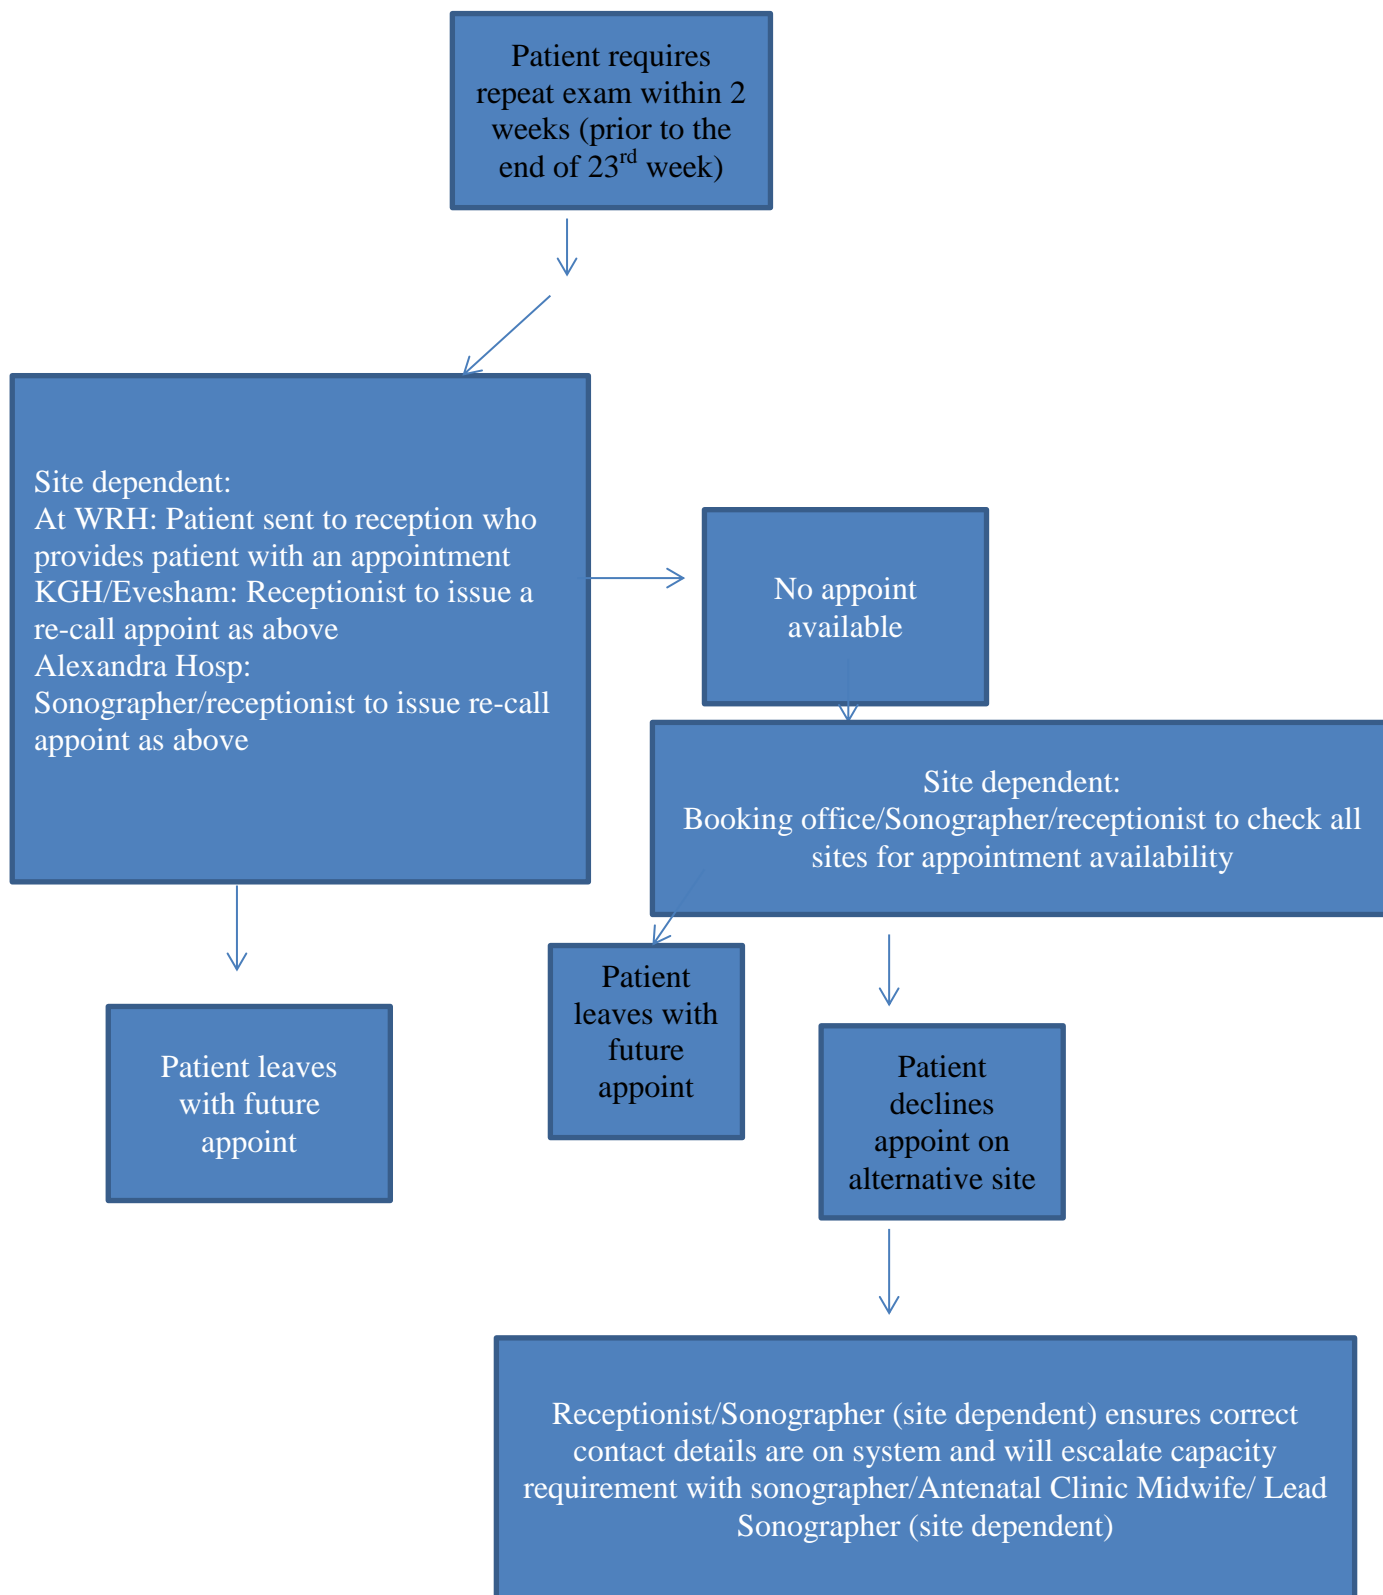 Patient requires
repeat exam within 2
weeks (prior to the
end of 23rd week)
Site dependent:
At WRH: Patient sent to reception who
provides patient with an appointment
KGH/Evesham: Receptionist to issue a
re-call appoint as above
Alexandra Hosp:
Sonographer/receptionist to issue re-call
appoint as above
No appoint
available
Site dependent:
Booking office/Sonographer/receptionist to check all
sites for appointment availability
Patient leaves
with future
appoint
Patient
leaves with
future
appoint
Patient
declines
appoint on
alternative site
Receptionist/Sonographer (site dependent) ensures correct
contact details are on system and will escalate capacity
requirement with sonographer/Antenatal Clinic Midwife/ Lead
Sonographer (site dependent)